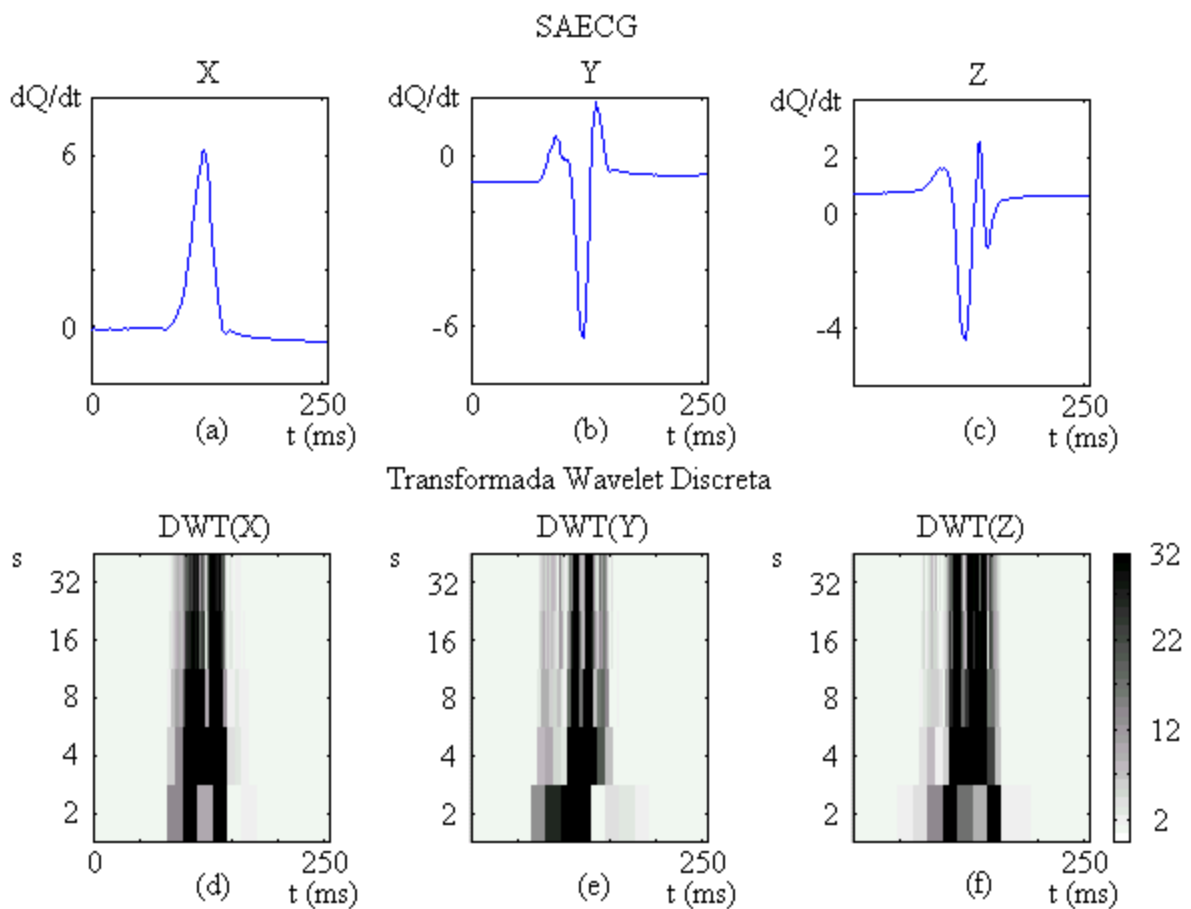 SAECG
X
Y
Z
dQ/dt
dQ/dt
dQ/dt
6
0
0
-6
2
0
-4
0
250
0
250
250
t (ms)
t (ms)
t (ms)
(a)
(b)
(c)
Transformada Wavelet Discreta
DWT(X)
DWT(Y)
DWT(Z)
s
s
s
32
16
8
4
2
32
16
8
4
2
32
16
8
4
2
32
22
12
2
0
250
250
250
t (ms)
t (ms)
t (ms)
(d)
(e)
(f)